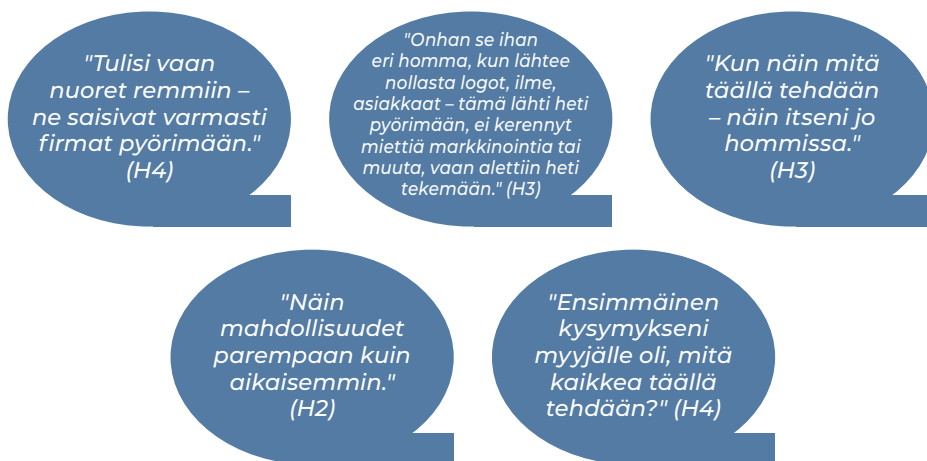 "Tulisi vaan
nuoret remmiin –
ne saisivat varmasti
firmat pyörimään."
(H4)
"Onhan se ihan
eri homma, kun lähtee
nollasta logot, ilme,
asiakkaat – tämä lähti heti
pyörimään, ei kerennyt
miettiä markkinointia tai
muuta, vaan alettiin heti
tekemään." (H3)
"Kun näin mitä
täällä tehdään
– näin itseni jo
hommissa."
(H3)
"Näin
mahdollisuudet
parempaan kuin
aikaisemmin."
(H2)
"Ensimmäinen
kysymykseni
myyjälle oli, mitä
kaikkea täällä
tehdään?" (H4)